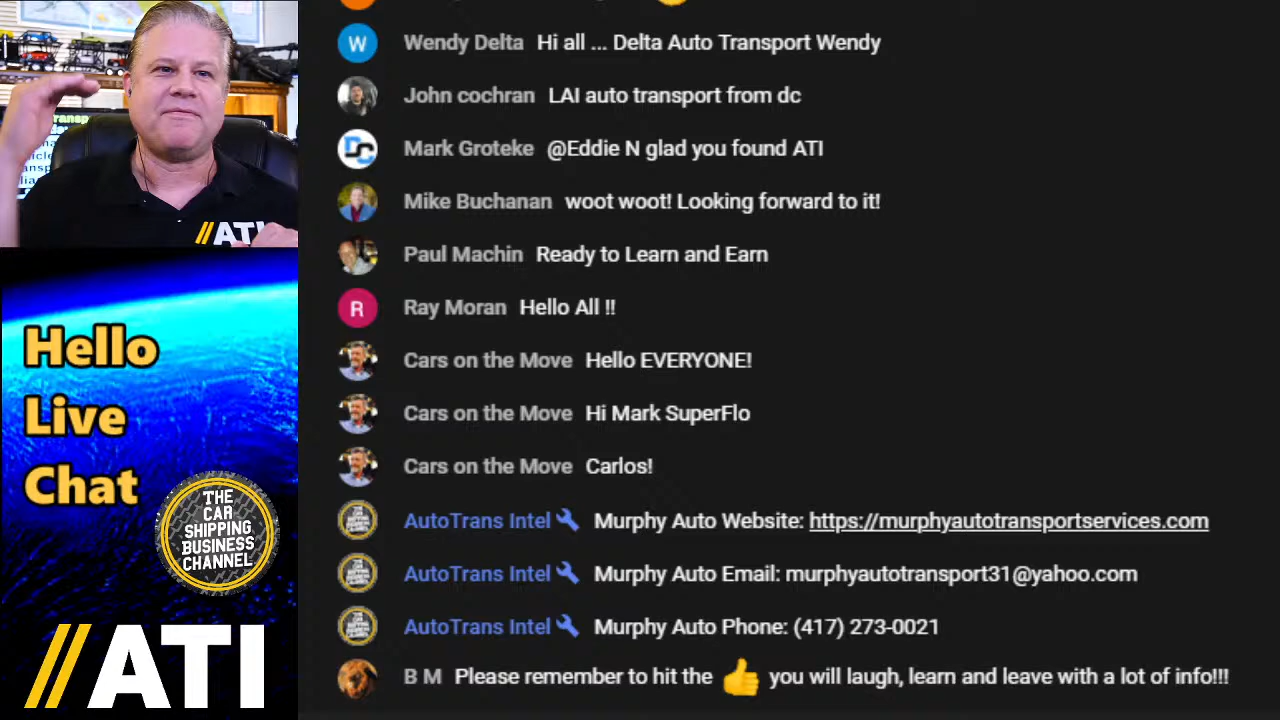 Wendy Delta Hi all ... Delta Auto Transport Wendy
John cochran LAI auto transport from dc
Mark Groteke @Eddie N glad you found ATI
Mike Buchanan woot woot! Looking forward to it!
Paul Machin Ready to Learn and Earn
R Ray Moran Hello All !!
Cars on the Move Hello EVERYONE!
Cars on the Move Hi Mark SuperFlo
Cars on the Move Carlos!
AutoTrans Intel Murphy Auto Website: https://murphyautotransportservices.com
AutoTrans Intel Murphy Auto Email: murphyautotransport31@yahoo.com
AutoTrans Intel Murphy Auto Phone: (417) 273-0021
B M Please remember to hit the 👍 you will laugh, learn and leave with a lot of info!!!
W
DC
//ATI
Hello
Live
Chat
THE
CAR
SHIPPING
BUSINESS
CHANNEL
//ATI